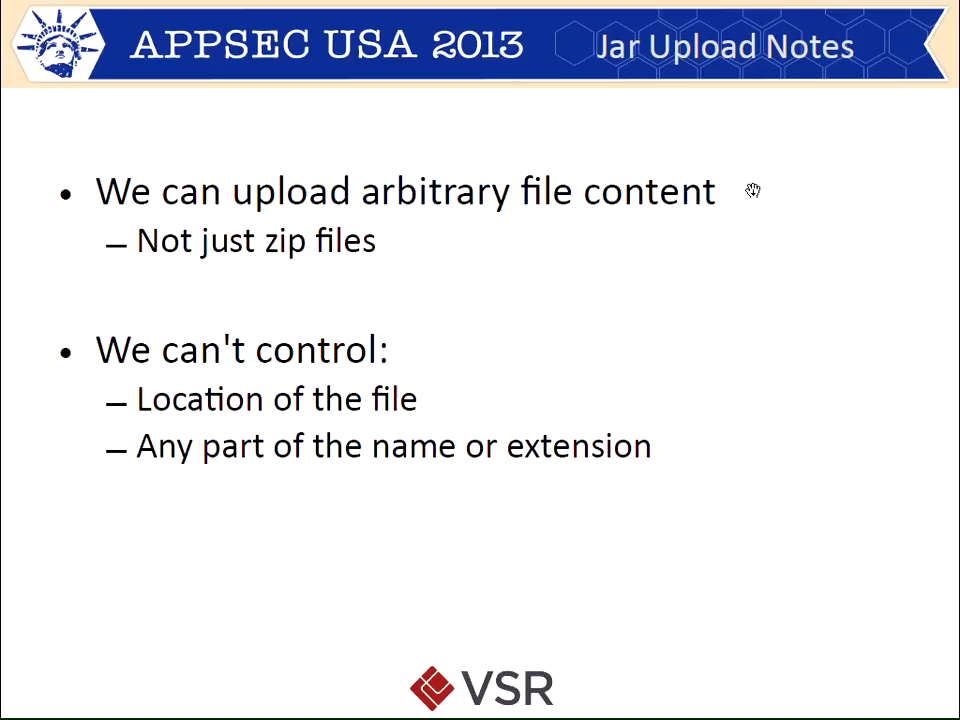 APPSEC USA 2013
Jar Upload Notes
• We can upload arbitrary file content
– Not just zip files
• We can't control:
– Location of the file
– Any part of the name or extension
VSR